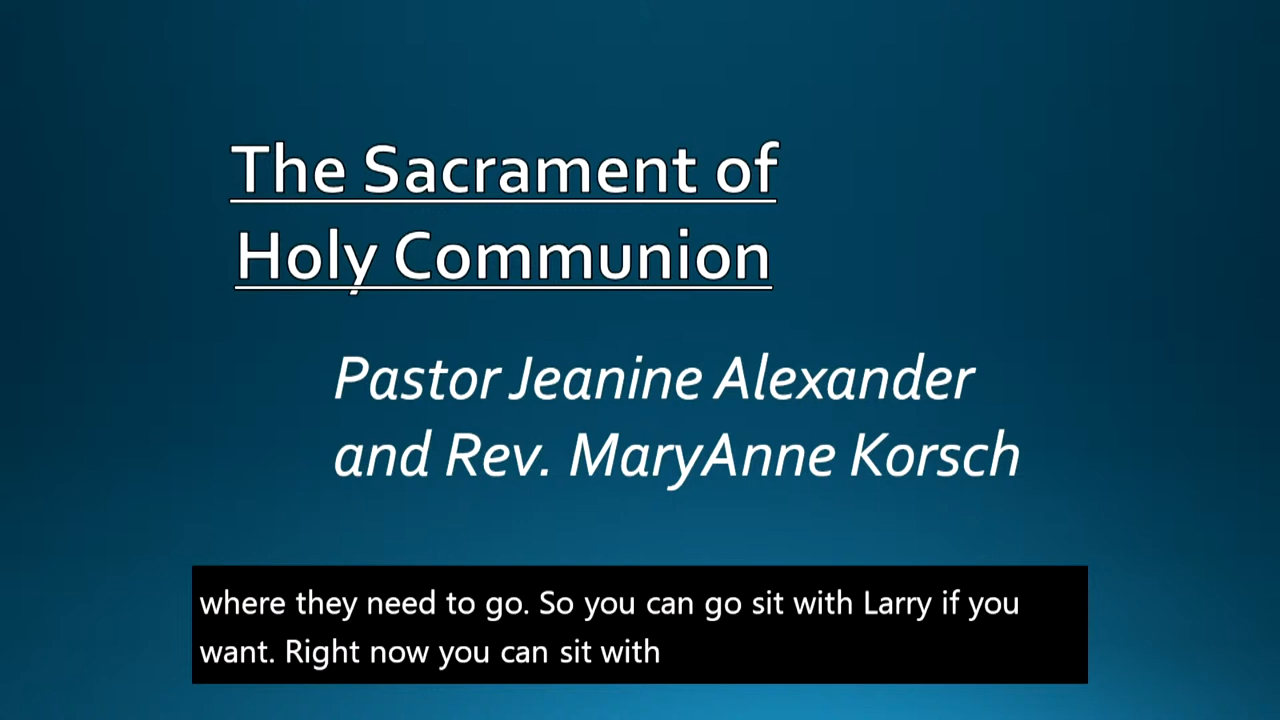 The Sacrament of
Holy Communion
Pastor Jeanine Alexander
and Rev. MaryAnne Korsch
where they need to go. So you can go sit with Larry if you
want. Right now you can sit with